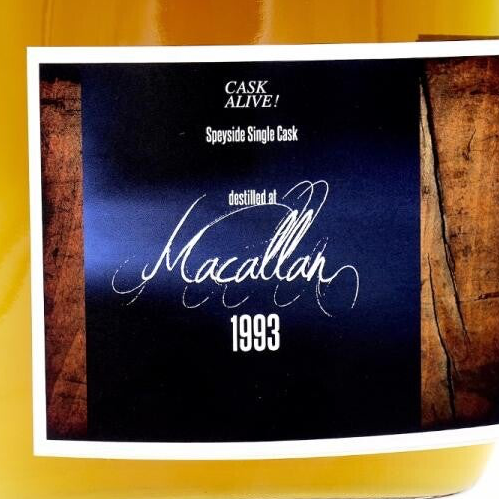 CASK
ALIVE!
Speyside Single Cask
destilled at
Macallan
1993